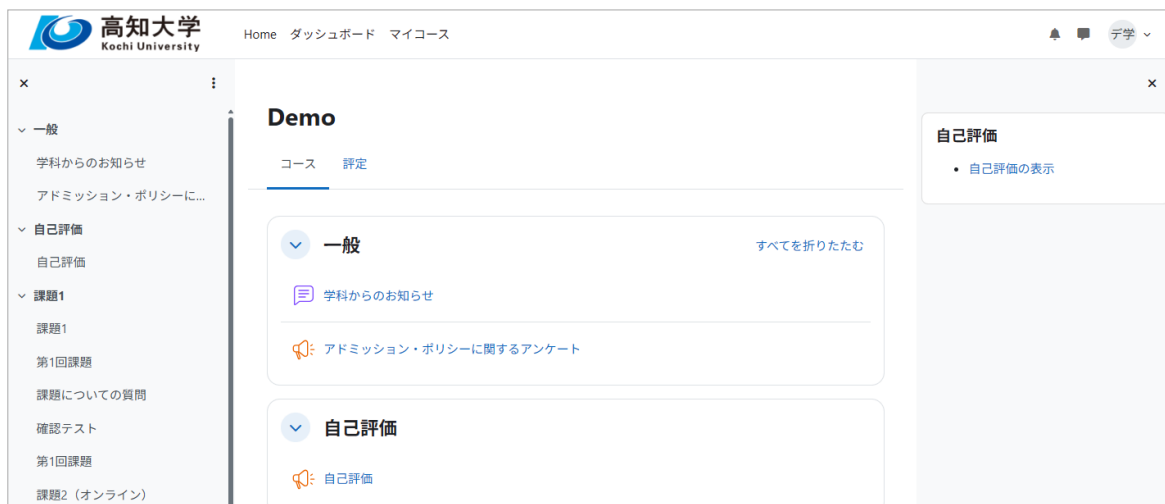 高知大学
Kochi University
Home ダッシュボード マイコース
デ学
一般
学科からのお知らせ
アドミッション・ポリシーに...
自己評価
自己評価
課題1
課題1
第1回課題
課題についての質問
確認テスト
第1回課題
課題2（オンライン）
Demo
コース 評定
一般 すべてを折りたたむ
学科からのお知らせ
アドミッション・ポリシーに関するアンケート
自己評価
自己評価
自己評価
自己評価の表示